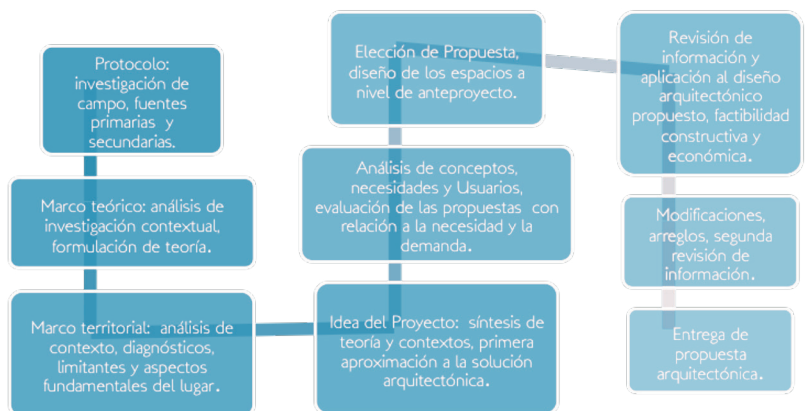 Protocolo:
investigación de
campo, fuentes
primarias y
secundarias.
Marco teórico: análisis de
investigación contextual,
formulación de teoría.
Marco territorial: análisis de
contexto, diagnósticos,
limitantes y aspectos
fundamentales del lugar.
Idea del Proyecto: síntesis de
teoría y contextos, primera
aproximación a la solución
arquitectónica.
Análisis de conceptos,
necesidades y Usuarios,
evaluación de las propuestas con
relación a la necesidad y la
demanda.
Elección de Propuesta,
diseño de los espacios a
nivel de anteproyecto.
Revisión de
información y
aplicación al diseño
arquitectónico
propuesto, factibilidad
constructiva y
económica.
Modificaciones,
arreglos, segunda
revisión de
información.
Entrega de
propuesta
arquitectónica.